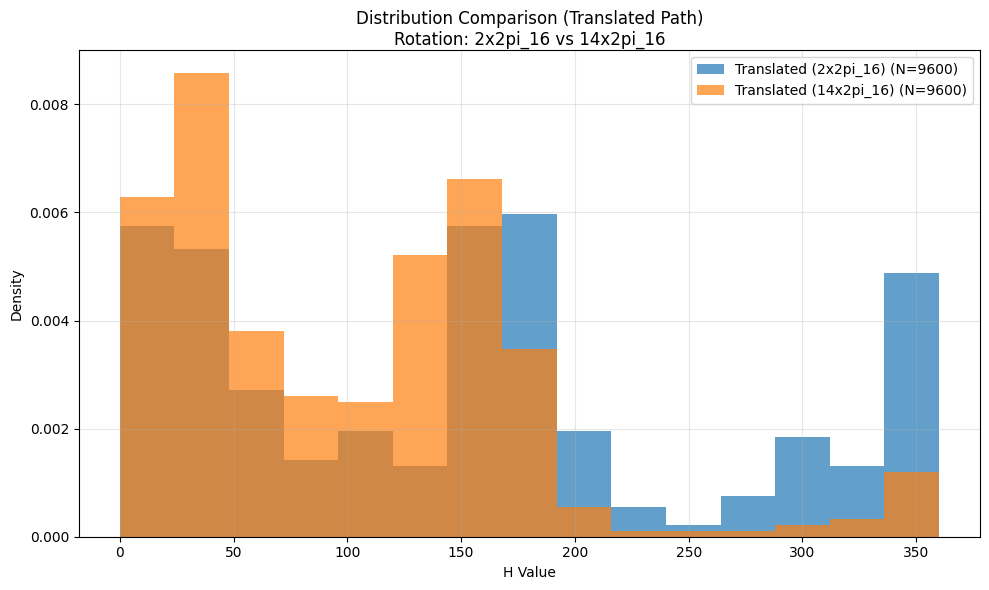 Distribution Comparison (Translated Path)
Rotation: 2x2pi_16 vs 14x2pi_16
Translated (2x2pi_16) (N=9600)
Translated (14x2pi_16) (N=9600)
Density
0.008
0.006
0.004
0.002
0.000
0 50 100 150 200 250 300 350
H Value